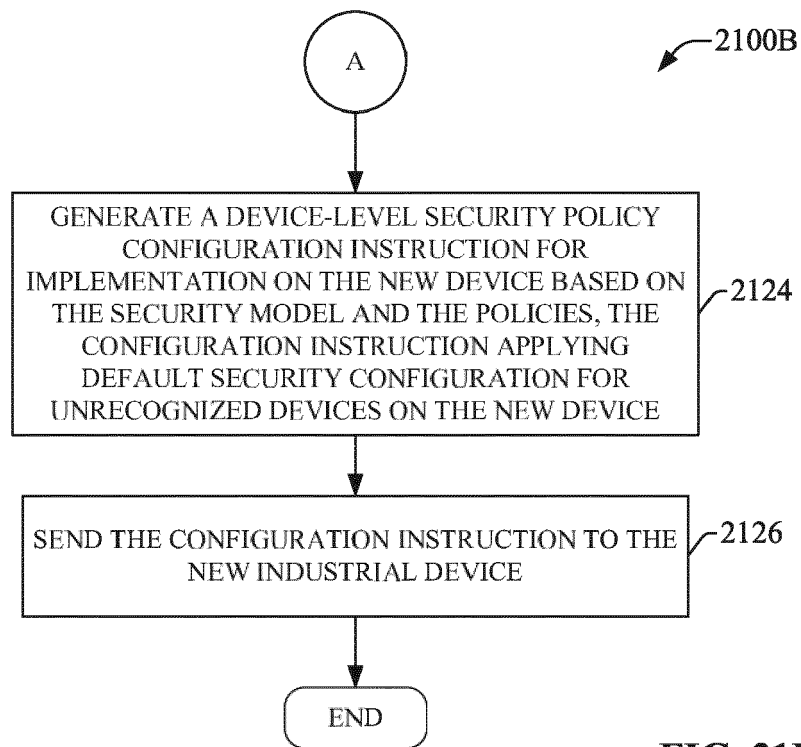 A
2100B
GENERATE A DEVICE-LEVEL SECURITY POLICY
CONFIGURATION INSTRUCTION FOR
IMPLEMENTATION ON THE NEW DEVICE BASED ON
THE SECURITY MODEL AND THE POLICIES, THE
CONFIGURATION INSTRUCTION APPLYING
DEFAULT SECURITY CONFIGURATION FOR
UNRECOGNIZED DEVICES ON THE NEW DEVICE
2124
SEND THE CONFIGURATION INSTRUCTION TO THE
NEW INDUSTRIAL DEVICE
2126
END